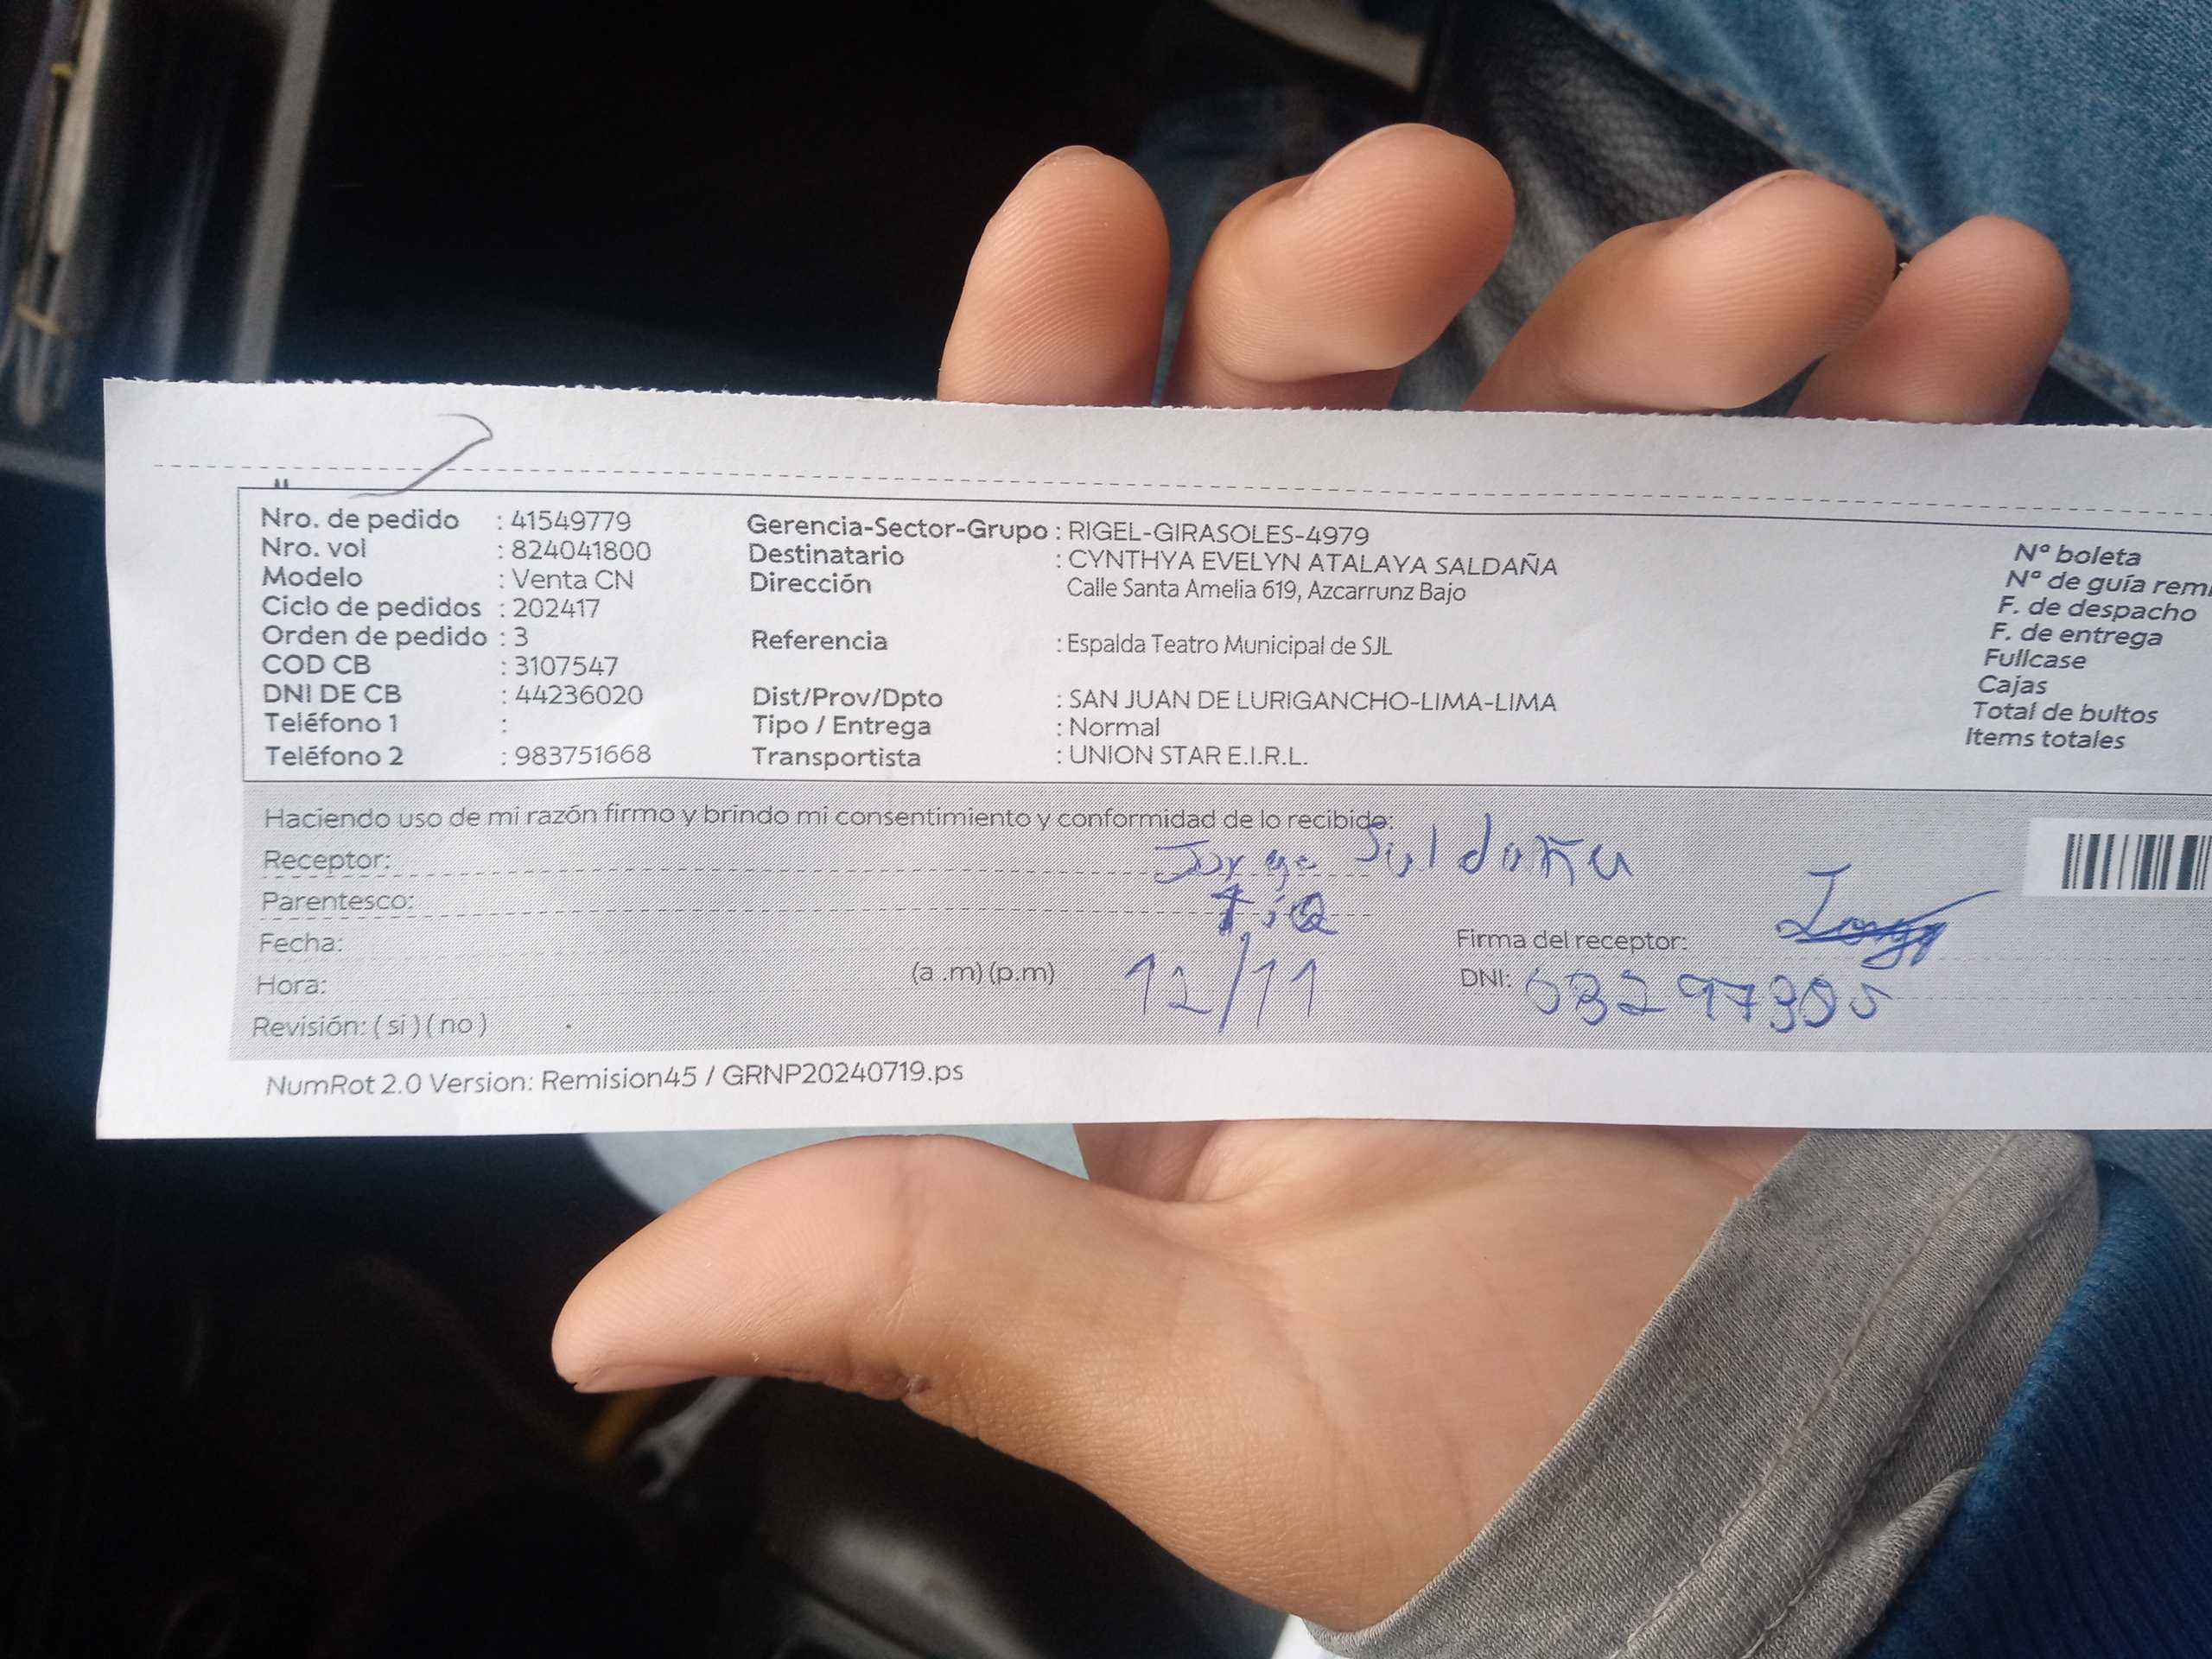 Nro. de pedido : 41549779
Nro. vol : 824041800
Modelo : Venta CN
Ciclo de pedidos : 202417
Orden de pedido : 3
COD CB : 3107547
DNI DE CB : 44236020
Teléfono 1 :
Teléfono 2 : 983751668
Gerencia-Sector-Grupo : RIGEL-GIRASOLES-4979
Destinatario : CYNTHYA EVELYN ATALAYA SALDAÑA
Dirección Calle Santa Amelia 619, Azcarrunz Bajo
Referencia : Espalda Teatro Municipal de SJL
Dist/Prov/Dpto : SAN JUAN DE LURIGANCHO-LIMA-LIMA
Tipo / Entrega : Normal
Transportista : UNION STAR E.I.R.L.
N° boleta
N° de guía remi
F. de despacho
F. de entrega
Fullcase
Cajas
Total de bultos
Items totales
Haciendo uso de mi razón firmo y brindo mi consentimiento y conformidad de lo recibido:
Receptor: Jorge Saldaña
Parentesco: tio
Fecha:
Hora: (a .m) (p.m) 12/11
Revisión: ( si ) ( no )
Firma del receptor:
DNI:
NumRot 2.0 Version: Remision45 / GRNP20240719.ps